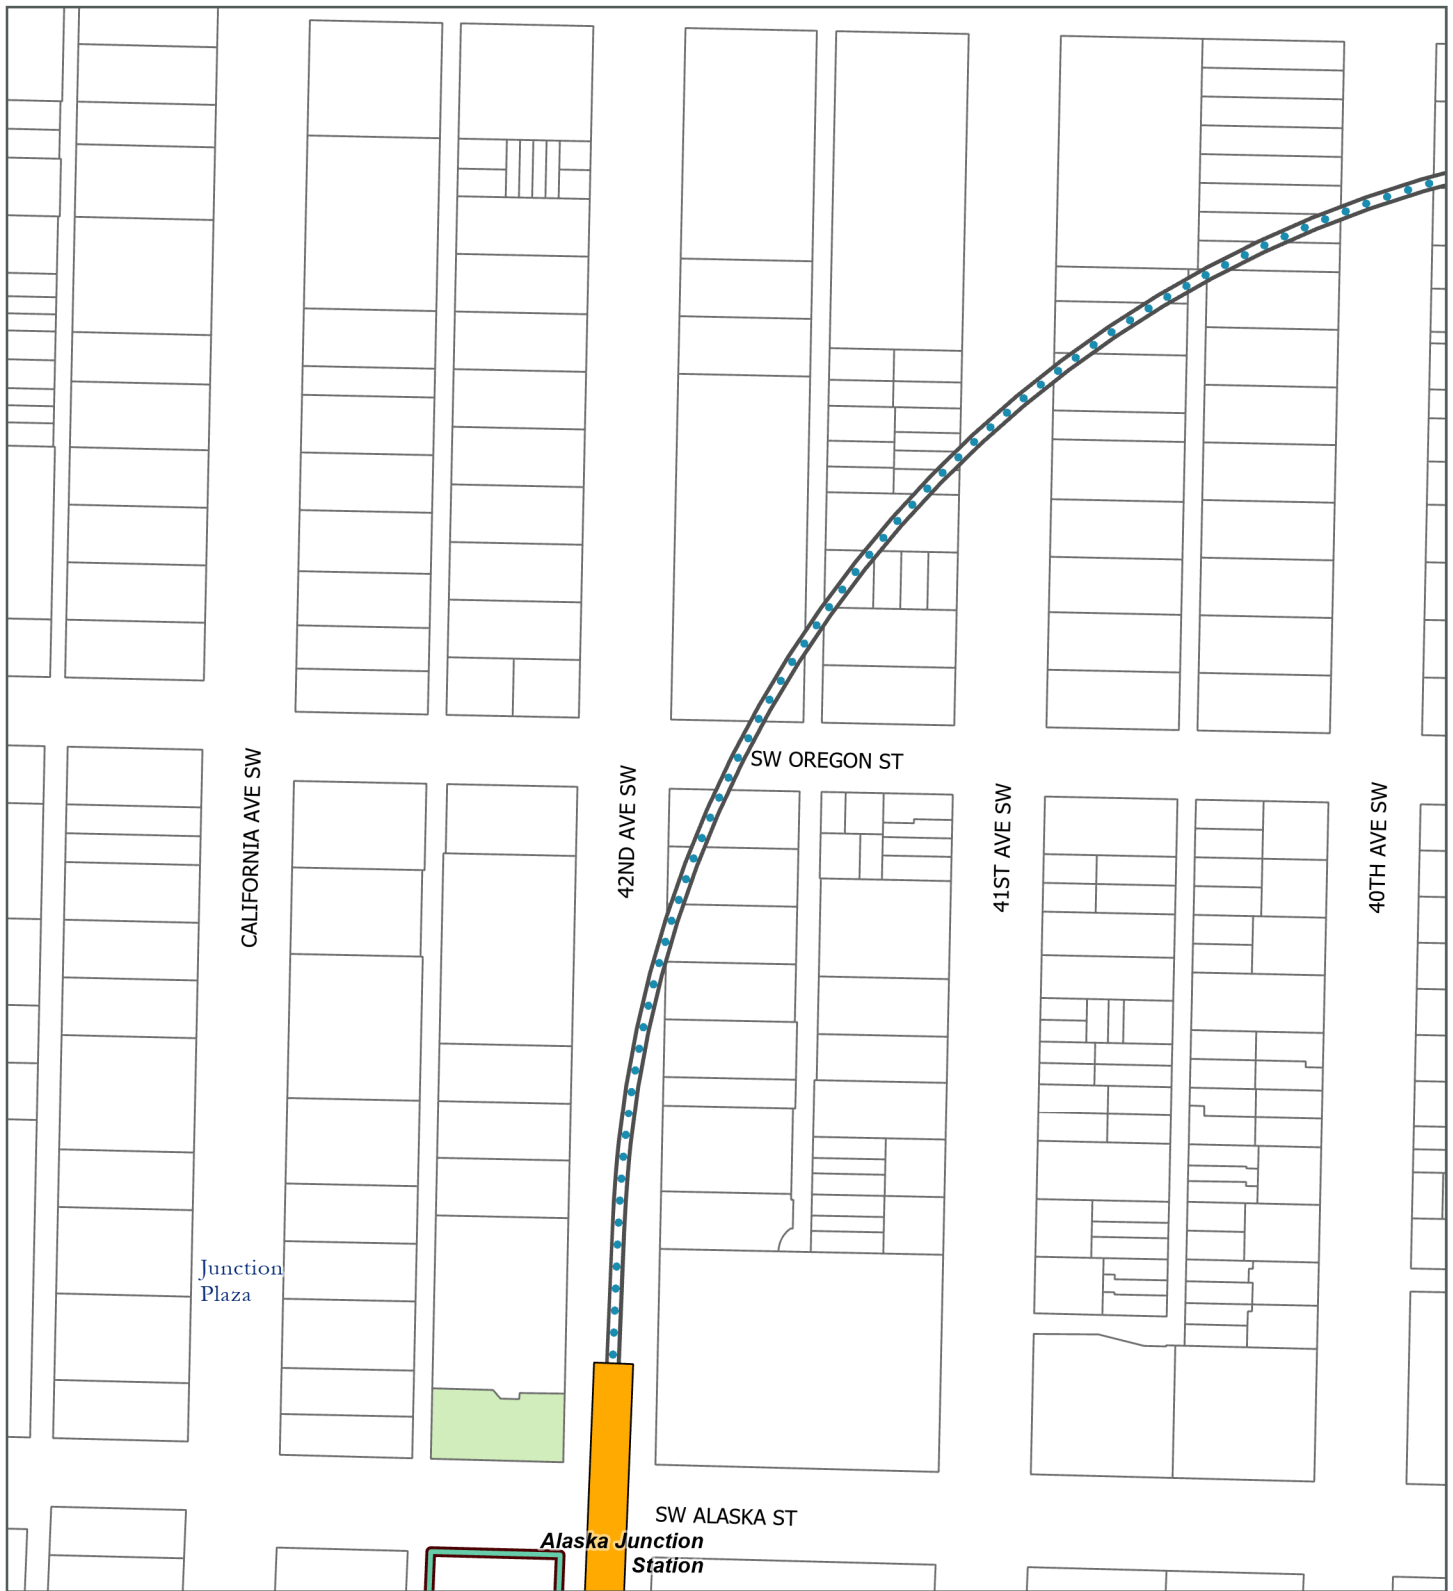 SW OREGON ST
CALIFORNIA AVE SW
42ND AVE SW
41ST AVE SW
40TH AVE SW
Junction
Plaza
SW ALASKA ST
Alaska Junction
Station